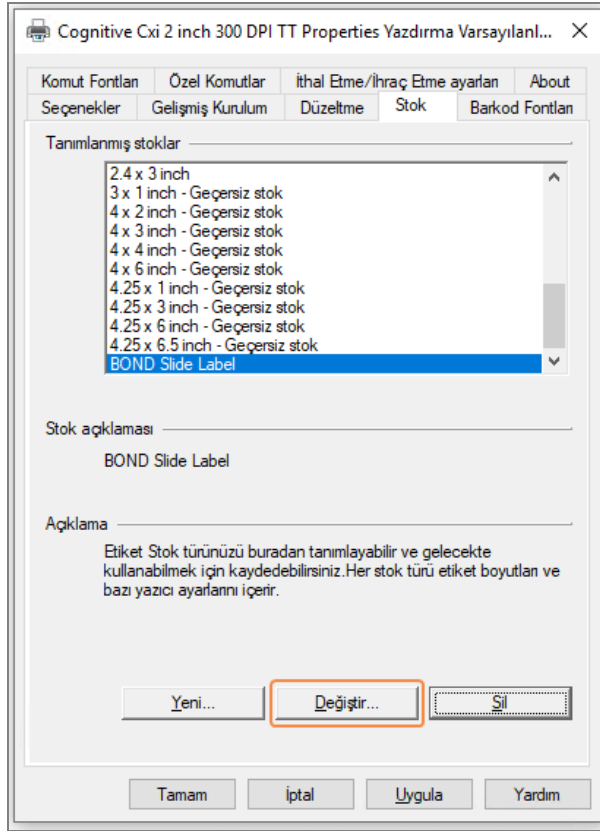 Cognitive Cxi 2 inch 300 DPI TT Properties Yazdırma Varsayılanl...
Komut Fontları Özel Komutlar İthal Etme/İhraç Etme ayarları About
Seçenekler Gelişmiş Kurulum Düzeltme Stok Barkod Fontları
Tanımlanmış stoklar
2.4 x 3 inch
3 x 1 inch - Geçersiz stok
4 x 2 inch - Geçersiz stok
4 x 3 inch - Geçersiz stok
4 x 4 inch - Geçersiz stok
4 x 6 inch - Geçersiz stok
4.25 x 1 inch - Geçersiz stok
4.25 x 3 inch - Geçersiz stok
4.25 x 6 inch - Geçersiz stok
4.25 x 6.5 inch - Geçersiz stok
BOND Slide Label
Stok açıklaması
BOND Slide Label
Açıklama
Etiket Stok türünüzü buradan tanımlayabilir ve gelecekte
kullanabilmek için kaydedebilirsiniz.Her stok türü etiket boyutları ve
bazı yazıcı ayarlarını içerir.
Yeni... Değiştir... Sil
Tamam İptal Uygula Yardım